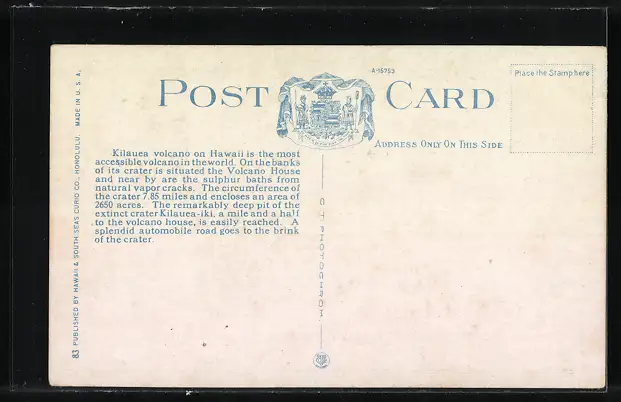 A-15753
POST CARD
Place the Stamp here
ADDRESS ONLY ON THIS SIDE
Kilauea volcano on Hawaii is the most
accessible volcano in the world. On the banks
of its crater is situated the Volcano House
and near by are the sulphur baths from
natural vapor cracks. The circumference of
the crater 7.85 miles and encloses an area of
2650 acres. The remarkably deep pit of the
extinct crater Kilauea-iki, a mile and a half
to the volcano house, is easily reached. A
splendid automobile road goes to the brink
of the crater.
83 PUBLISHED BY HAWAII & SOUTH SEAS CURIO CO., HONOLULU. MADE IN U. S. A.